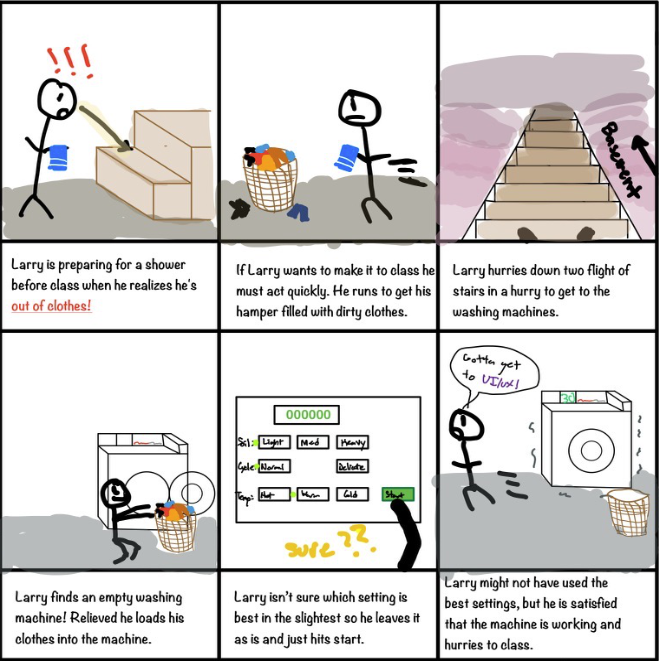 !!!
Larry is preparing for a shower
before class when he realizes he's
out of clothes!
If Larry wants to make it to class he
must act quickly. He runs to get his
hamper filled with dirty clothes.
Basement
Larry hurries down two flight of
stairs in a hurry to get to the
washing machines.
Larry finds an empty washing
machine! Relieved he loads his
clothes into the machine.
000000
Soil: Light Med Heavy
Cycle: Normal Delicate
Temp: Hot Warm Cold Start
sure??
Larry isn't sure which setting is
best in the slightest so he leaves it
as is and just hits start.
Gotta get
to UI/UX!
30
Larry might not have used the
best settings, but he is satisfied
that the machine is working and
hurries to class.